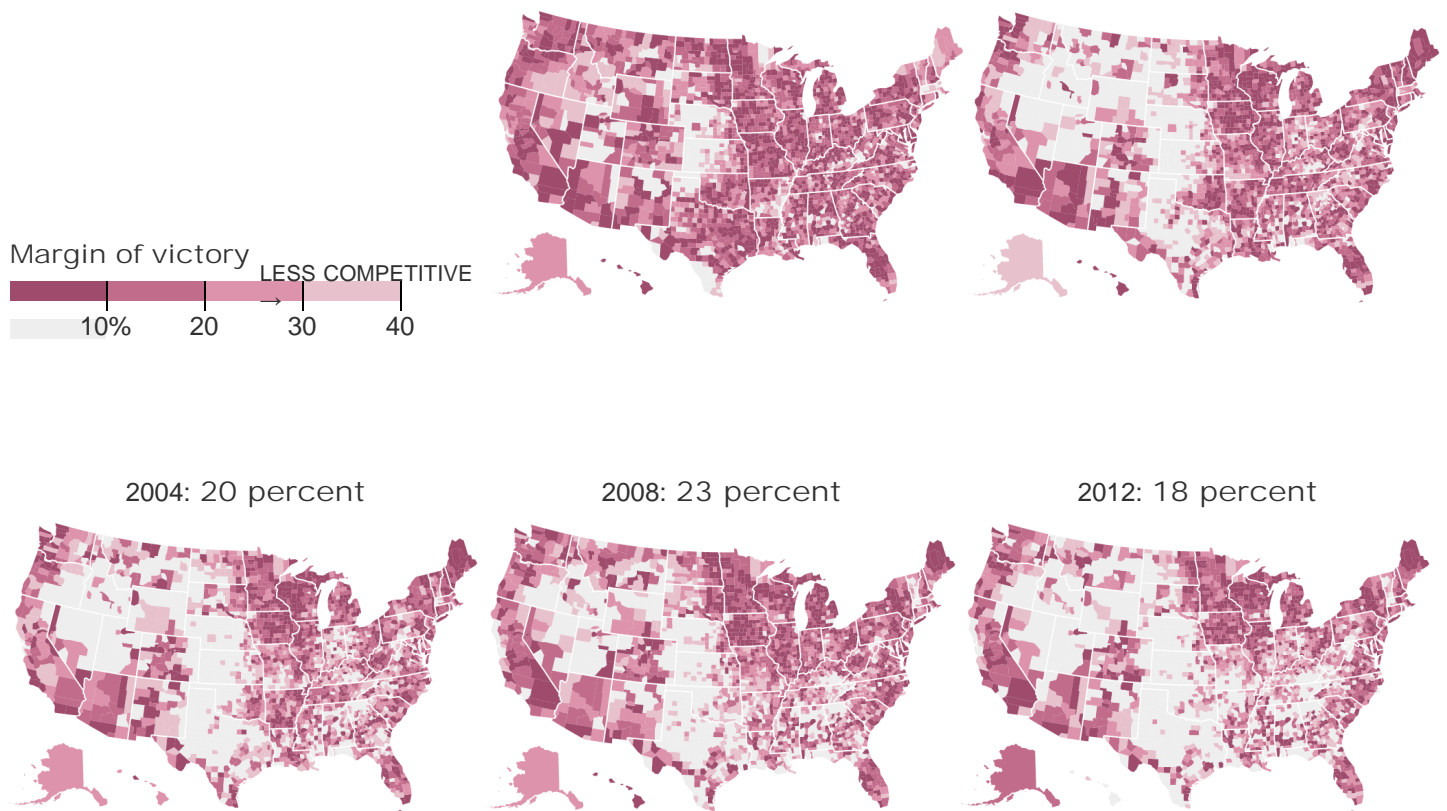 Margin of victory
LESS COMPETITIVE
→
10% 20 30 40
2004: 20 percent
2008: 23 percent
2012: 18 percent